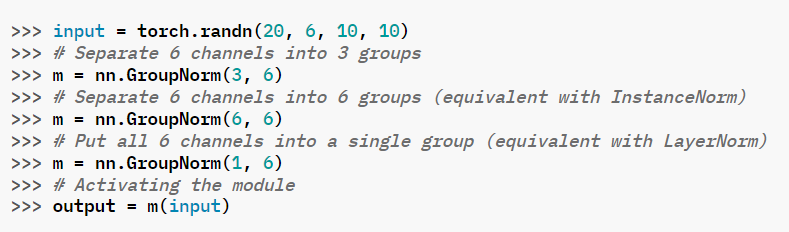 >>> input = torch.randn(20, 6, 10, 10)
>>> # Separate 6 channels into 3 groups
>>> m = nn.GroupNorm(3, 6)
>>> # Separate 6 channels into 6 groups (equivalent with InstanceNorm)
>>> m = nn.GroupNorm(6, 6)
>>> # Put all 6 channels into a single group (equivalent with LayerNorm)
>>> m = nn.GroupNorm(1, 6)
>>> # Activating the module
>>> output = m(input)